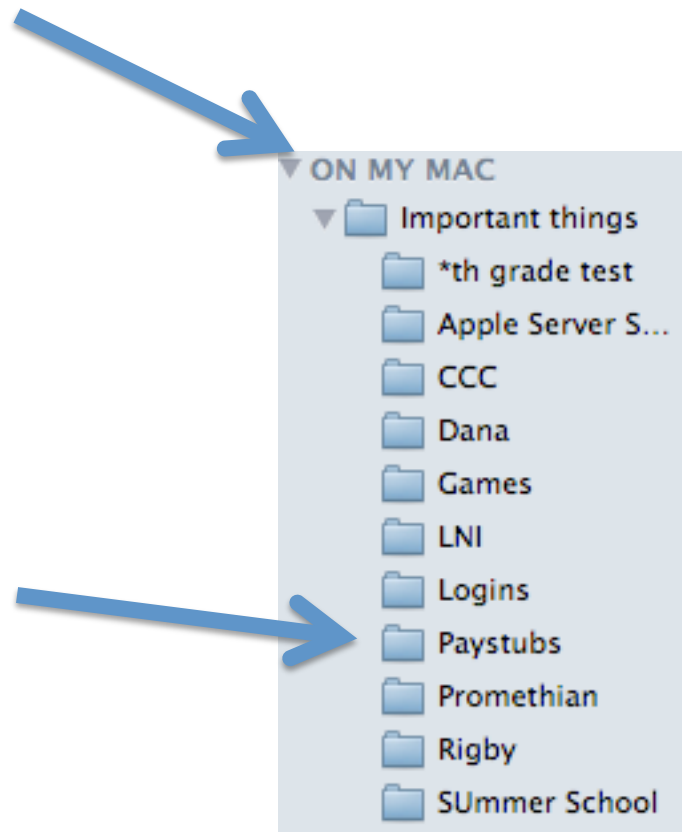 ON MY MAC
Important things
*th grade test
Apple Server S...
CCC
Dana
Games
LNI
Logins
Paystubs
Promethian
Rigby
SUmmer School